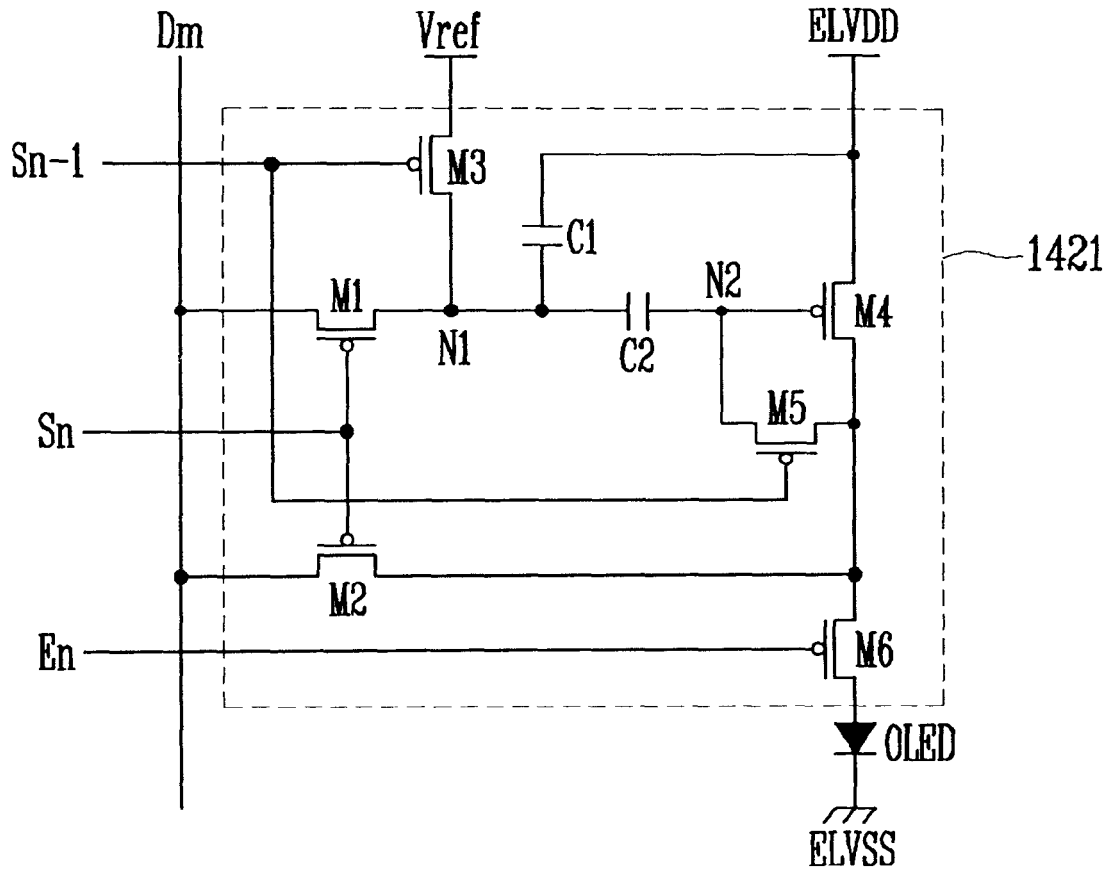 Dm
Vref
ELVDD
Sn-1
M3
C1
1421
M1
N2
M4
N1
C2
M5
Sn
M2
En
M6
OLED
ELVSS